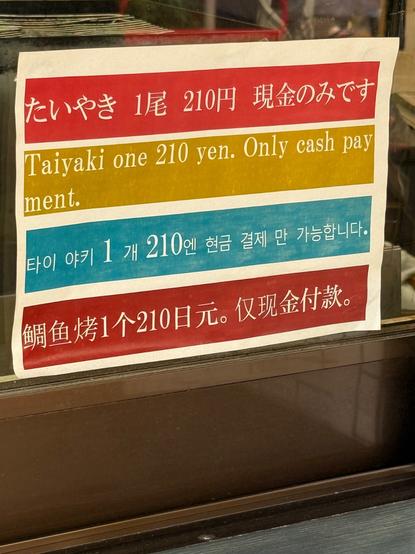 たいやき 1尾 210円 現金のみです
Taiyaki one 210 yen. Only cash pay
ment.
타이 야키 1 개 210엔 현금 결제 만 가능합니다.
鯛鱼烤1个210日元。仅现金付款。